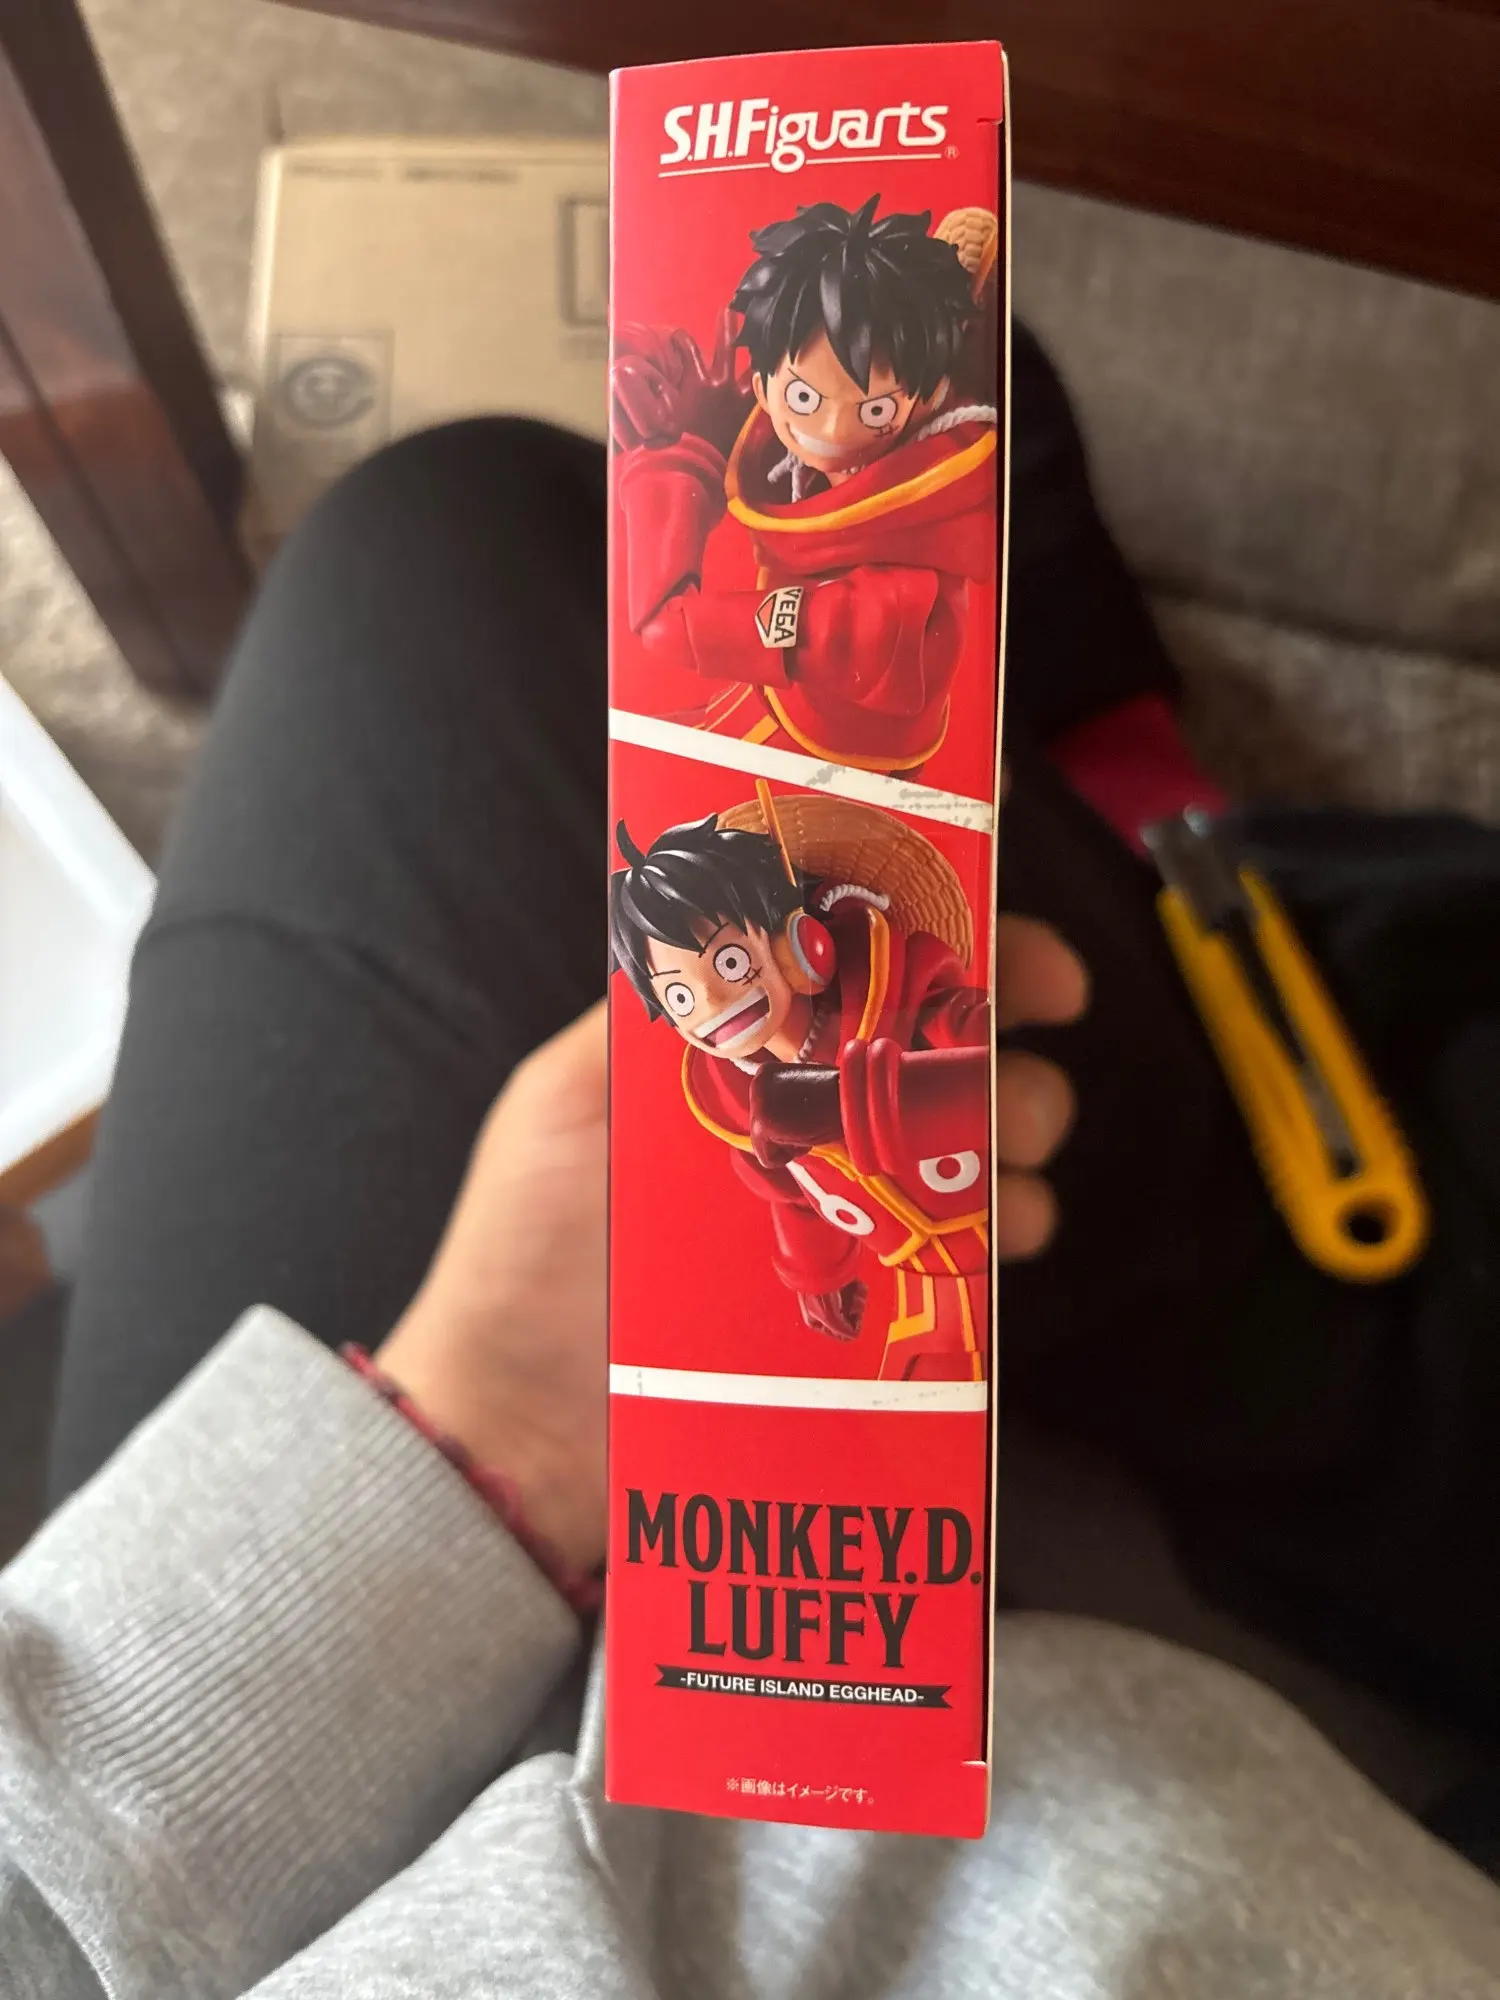 S.H.Figuarts
®
VEGA
MONKEY.D.
LUFFY
-FUTURE ISLAND EGGHEAD-
※画像はイメージです。